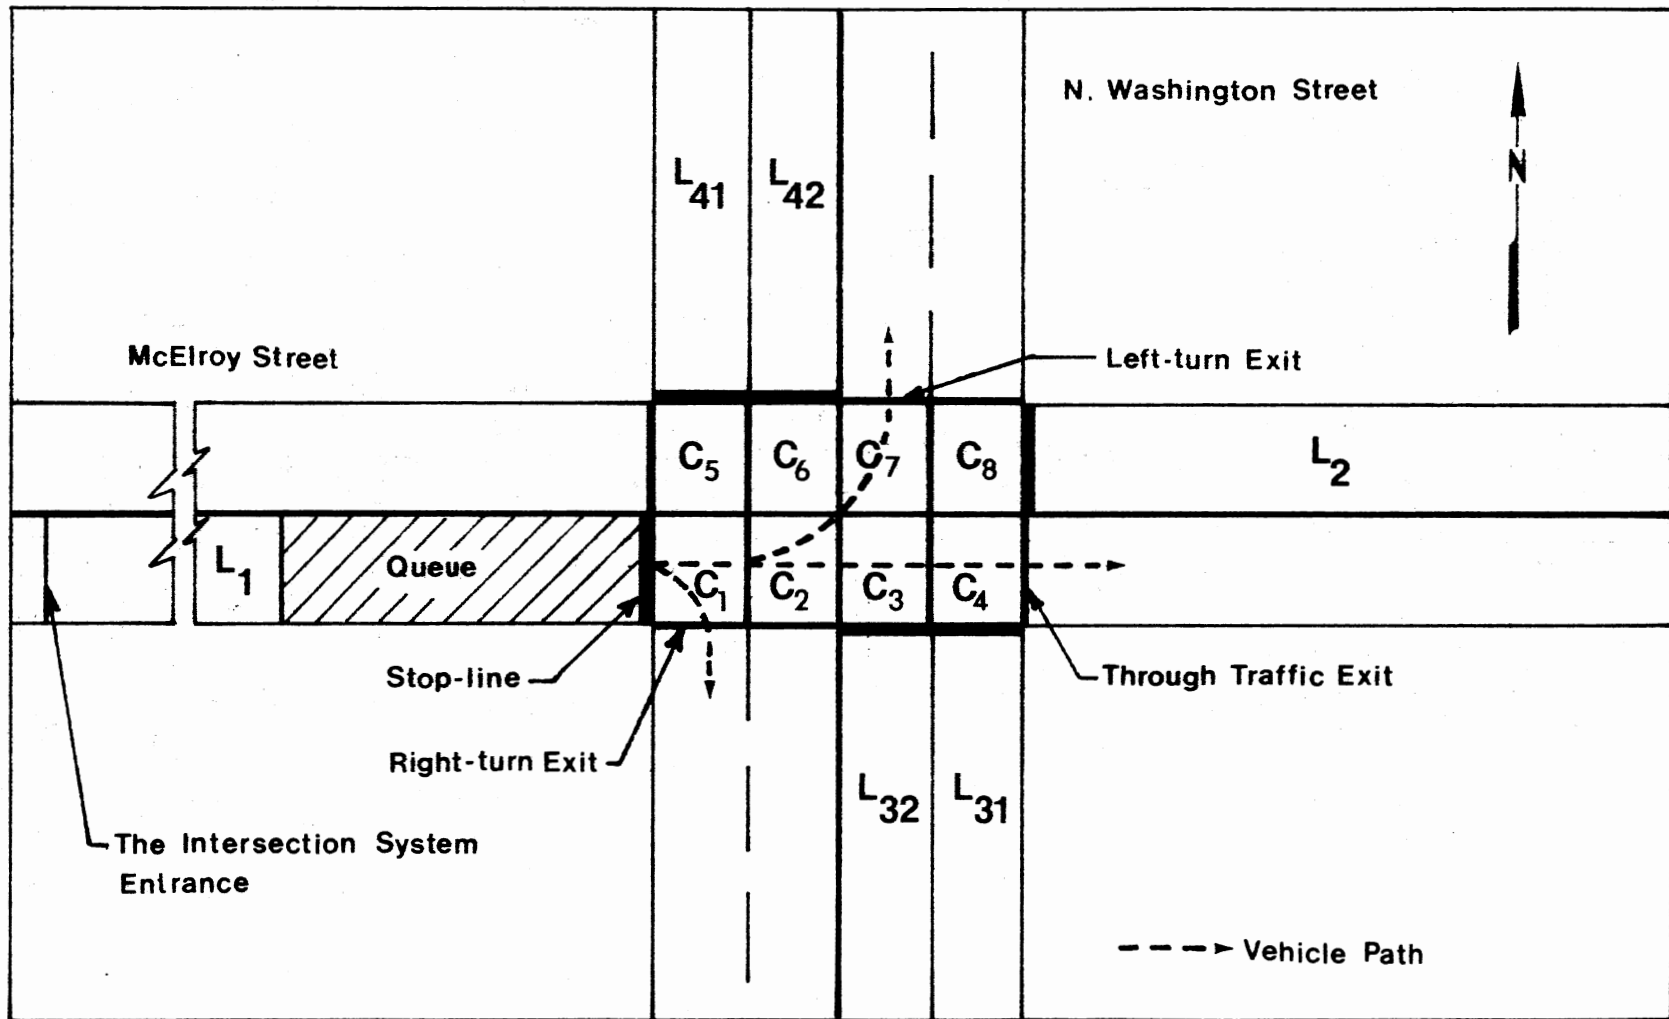 N. Washington Street
N
L41 L42
McElroy Street
Left-turn Exit
C5 C6 C7 C8
L2
L1
Queue
C1 C2 C3 C4
Stop-line
Through Traffic Exit
Right-turn Exit
L32 L31
The Intersection System
Entrance
Vehicle Path